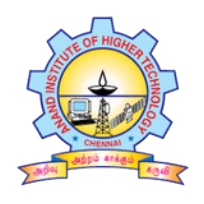 ANAND INSTITUTE OF HIGHER TECHNOLOGY
CHENNAI
அறிவு அற்றம் காக்கும் கருவி